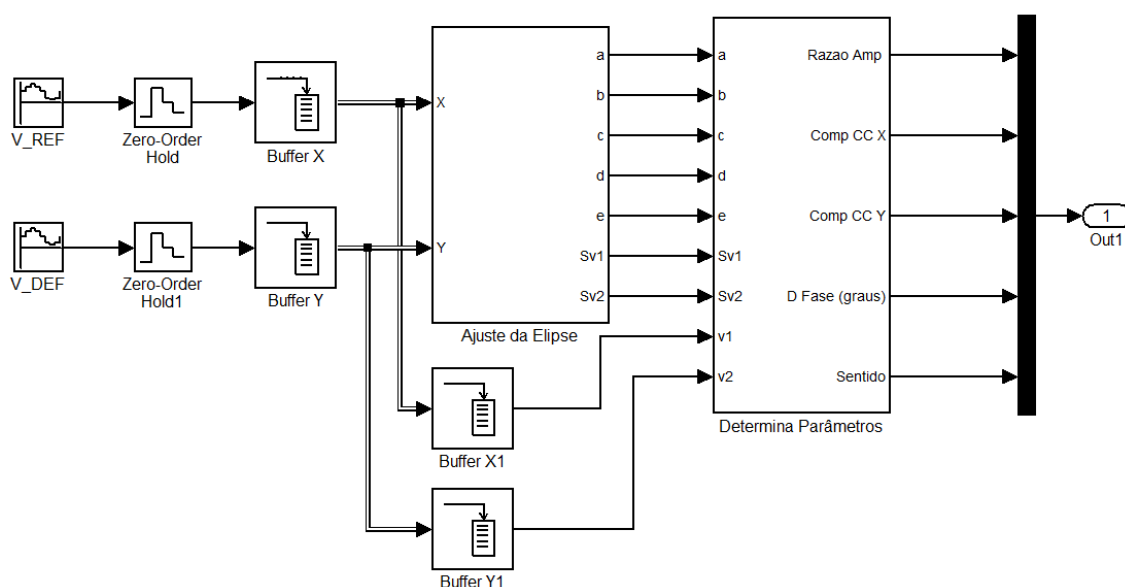 V_REF
Zero-Order
Hold
Buffer X
V_DEF
Zero-Order
Hold1
Buffer Y
X
Y
a
b
c
d
e
Sv1
Sv2
Ajuste da Elipse
Buffer X1
Buffer Y1
a
b
c
d
e
Sv1
Sv2
v1
v2
Razao Amp
Comp CC X
Comp CC Y
D Fase (graus)
Sentido
Determina Parâmetros
1
Out1